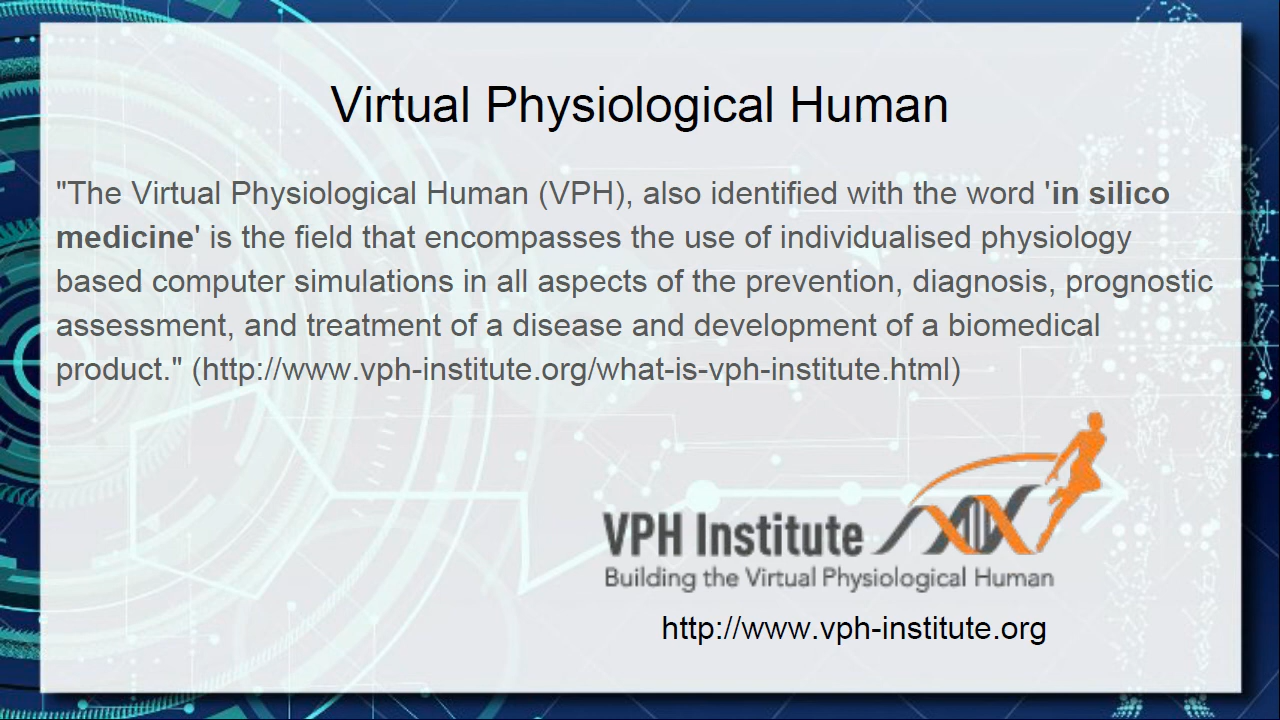 Virtual Physiological Human
"The Virtual Physiological Human (VPH), also identified with the word 'in silico
medicine' is the field that encompasses the use of individualised physiology
based computer simulations in all aspects of the prevention, diagnosis, prognostic
assessment, and treatment of a disease and development of a biomedical
product." (http://www.vph-institute.org/what-is-vph-institute.html)
VPH Institute
Building the Virtual Physiological Human
http://www.vph-institute.org